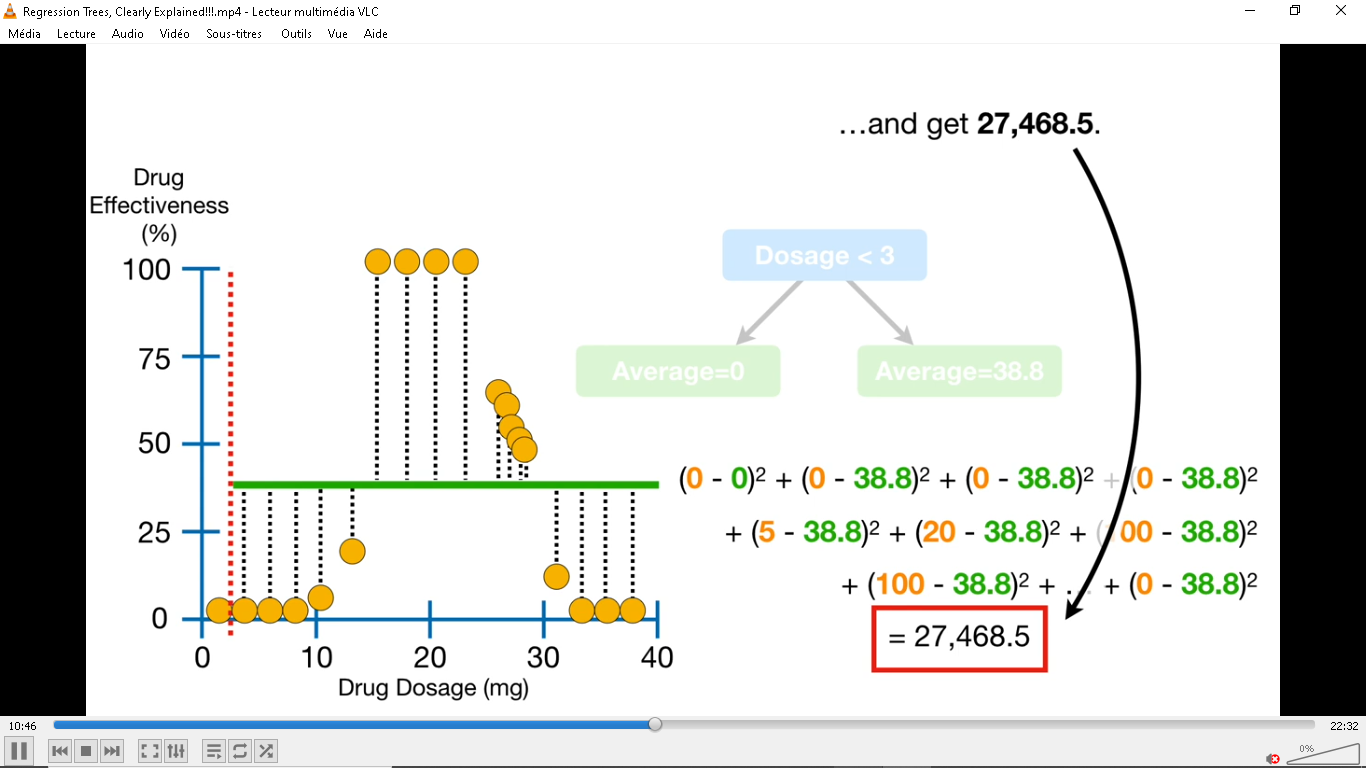 Regression Trees, Clearly Explained!!!.mp4 - Lecteur multimédia VLC
Média Lecture Audio Vidéo Sous-titres Outils Vue Aide
…and get 27,468.5.
Drug
Effectiveness
(%)
100
75
50
25
0
0 10 20 30 40
Drug Dosage (mg)
Dosage < 3
Average=0 Average=38.8
(0 - 0)² + (0 - 38.8)² + (0 - 38.8)² + (0 - 38.8)²
+ (5 - 38.8)² + (20 - 38.8)² + (100 - 38.8)²
+ (100 - 38.8)² + … + (0 - 38.8)²
= 27,468.5
10:46 22:32
0%